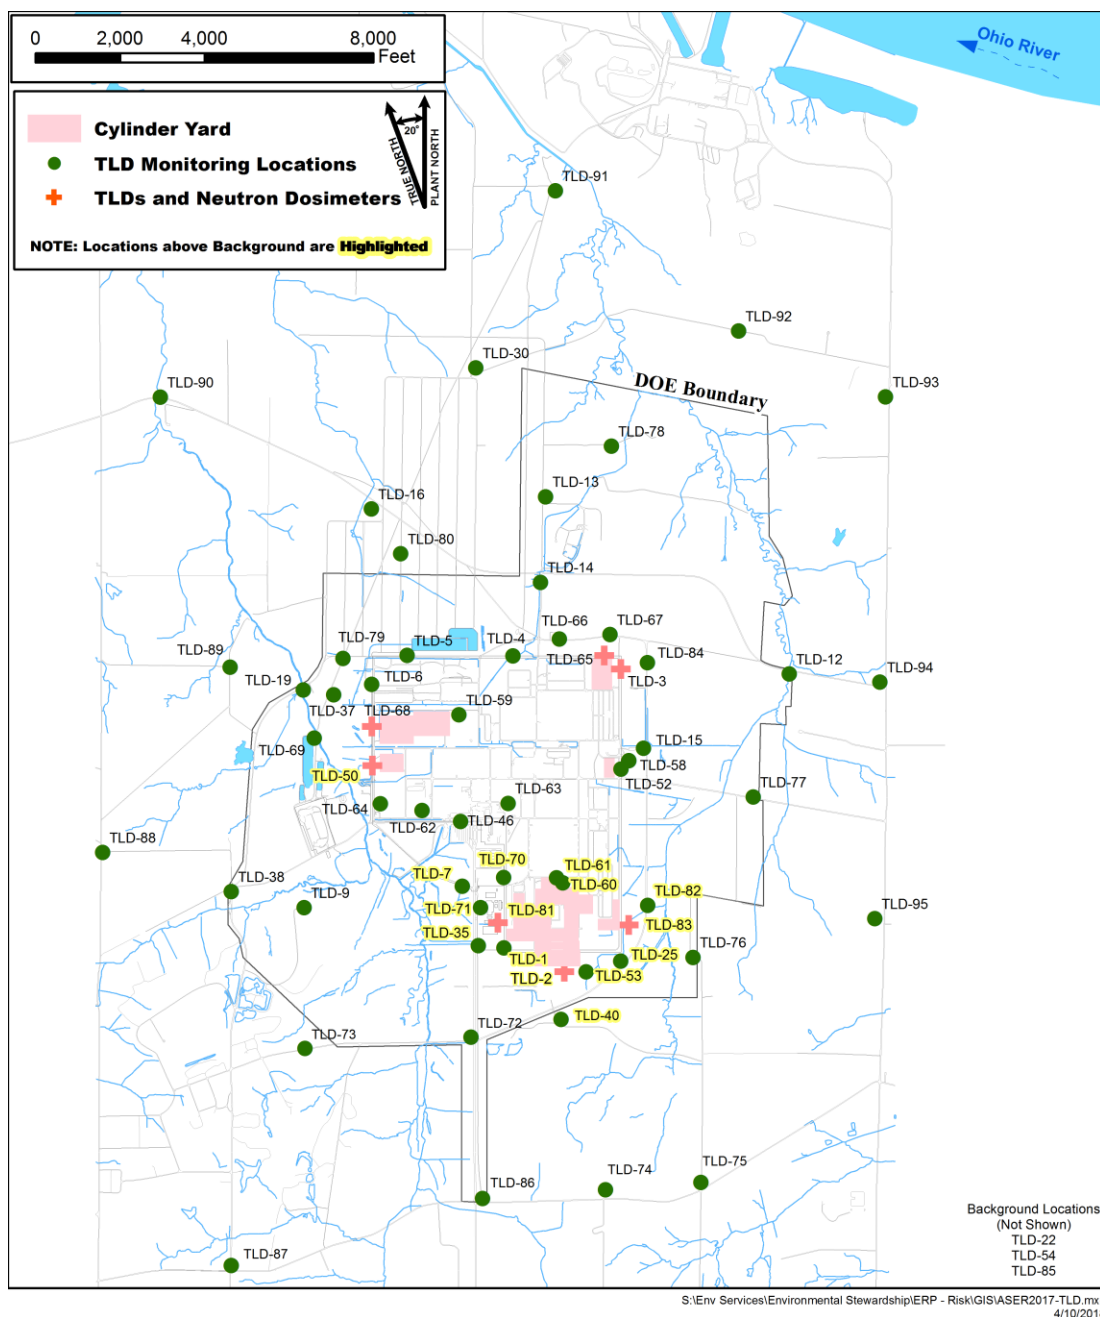 0 2,000 4,000 8,000
Feet
Ohio River
Cylinder Yard
TLD Monitoring Locations
TLDs and Neutron Dosimeters
NOTE: Locations above Background are Highlighted
20°
TRUE NORTH
PLANT NORTH
TLD-91
TLD-92
TLD-30
TLD-90
DOE Boundary
TLD-93
TLD-78
TLD-16
TLD-13
TLD-80
TLD-14
TLD-66
TLD-67
TLD-79
TLD-5
TLD-4
TLD-89
TLD-65
TLD-84
TLD-12
TLD-94
TLD-19
TLD-6
TLD-3
TLD-37
TLD-68
TLD-59
TLD-69
TLD-15
TLD-58
TLD-50
TLD-52
TLD-77
TLD-64
TLD-62
TLD-46
TLD-63
TLD-88
TLD-70
TLD-61
TLD-7
TLD-60
TLD-38
TLD-9
TLD-82
TLD-71
TLD-81
TLD-83
TLD-95
TLD-35
TLD-1
TLD-25
TLD-76
TLD-2
TLD-53
TLD-40
TLD-72
TLD-73
TLD-74
TLD-75
TLD-86
TLD-87
Background Locations
(Not Shown)
TLD-22
TLD-54
TLD-85
S:\Env Services\Environmental Stewardship\ERP - Risk\GIS\ASER2017-TLD.mx
4/10/201